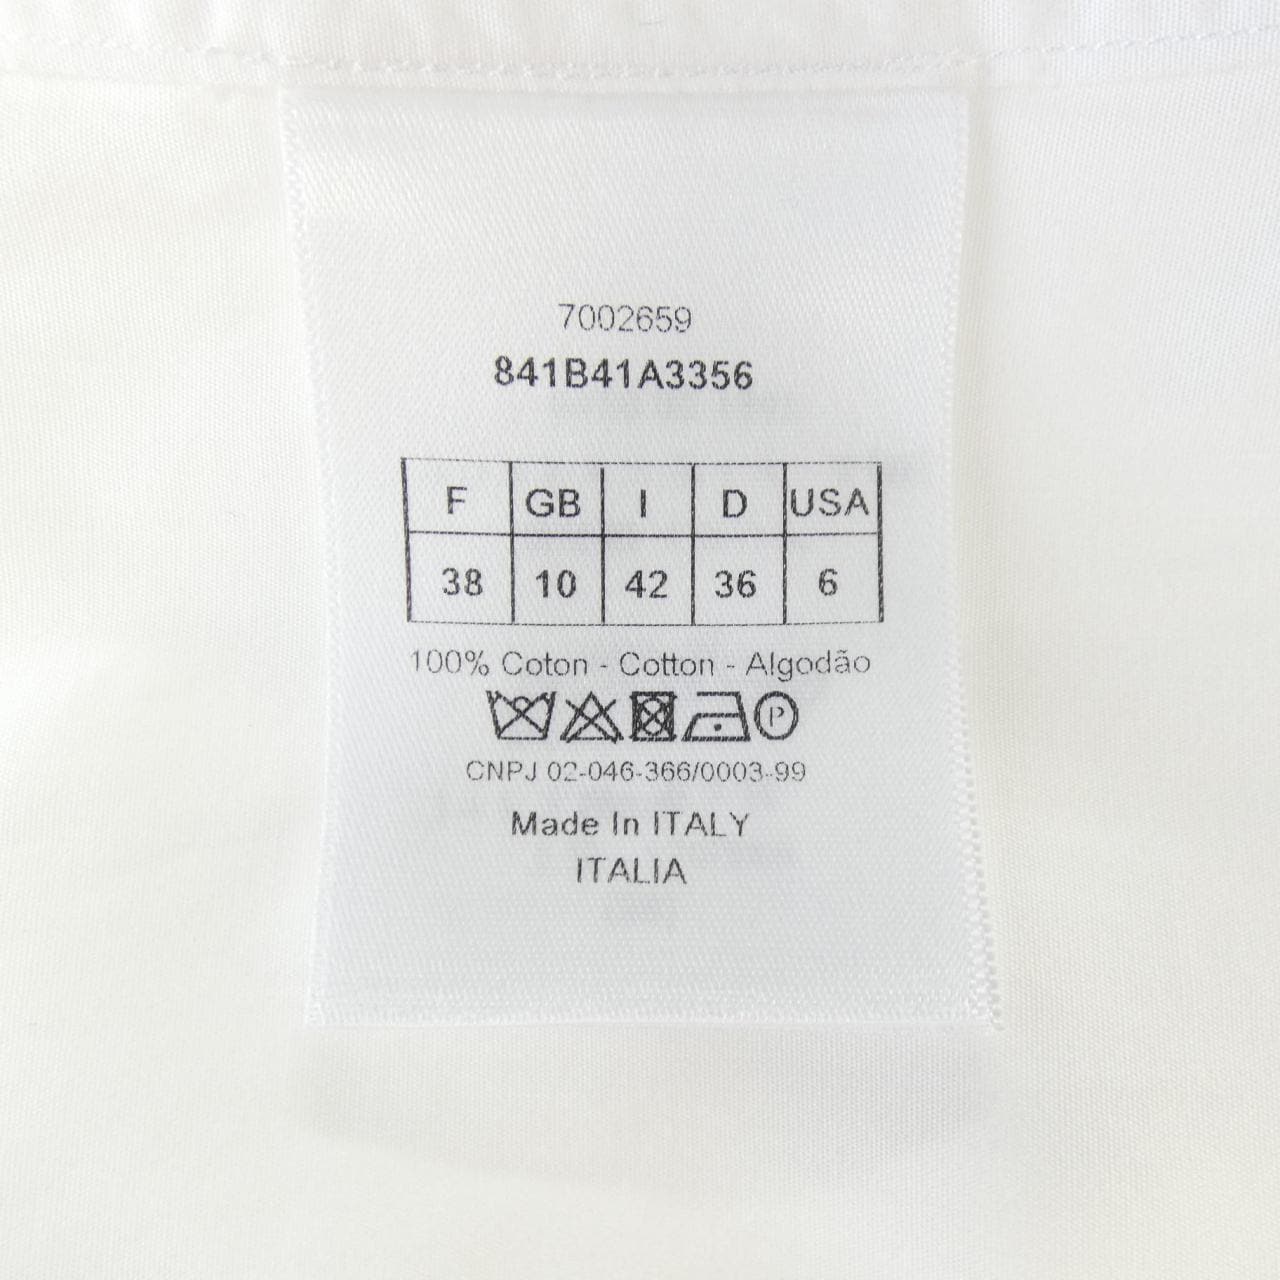 7002659
841B41A3356
F GB I D USA
38 10 42 36 6
100% Coton - Cotton - Algodão
P
CNPJ 02-046-366/0003-99
Made In ITALY
ITALIA